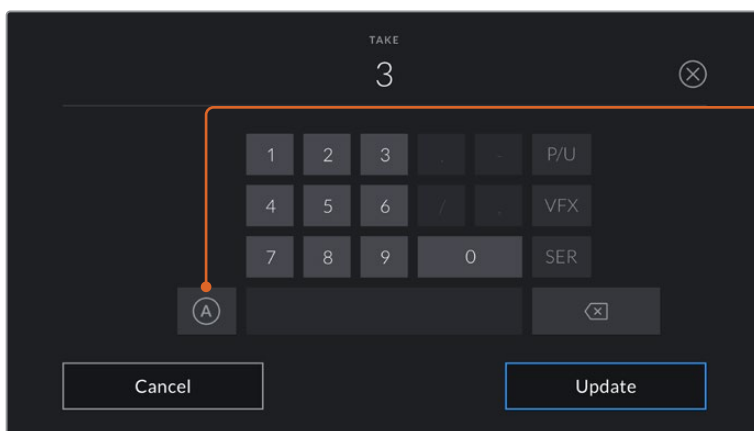 TAKE
3
1 2 3 . - P/U
4 5 6 / , VFX
7 8 9 0 SER
A
Cancel Update